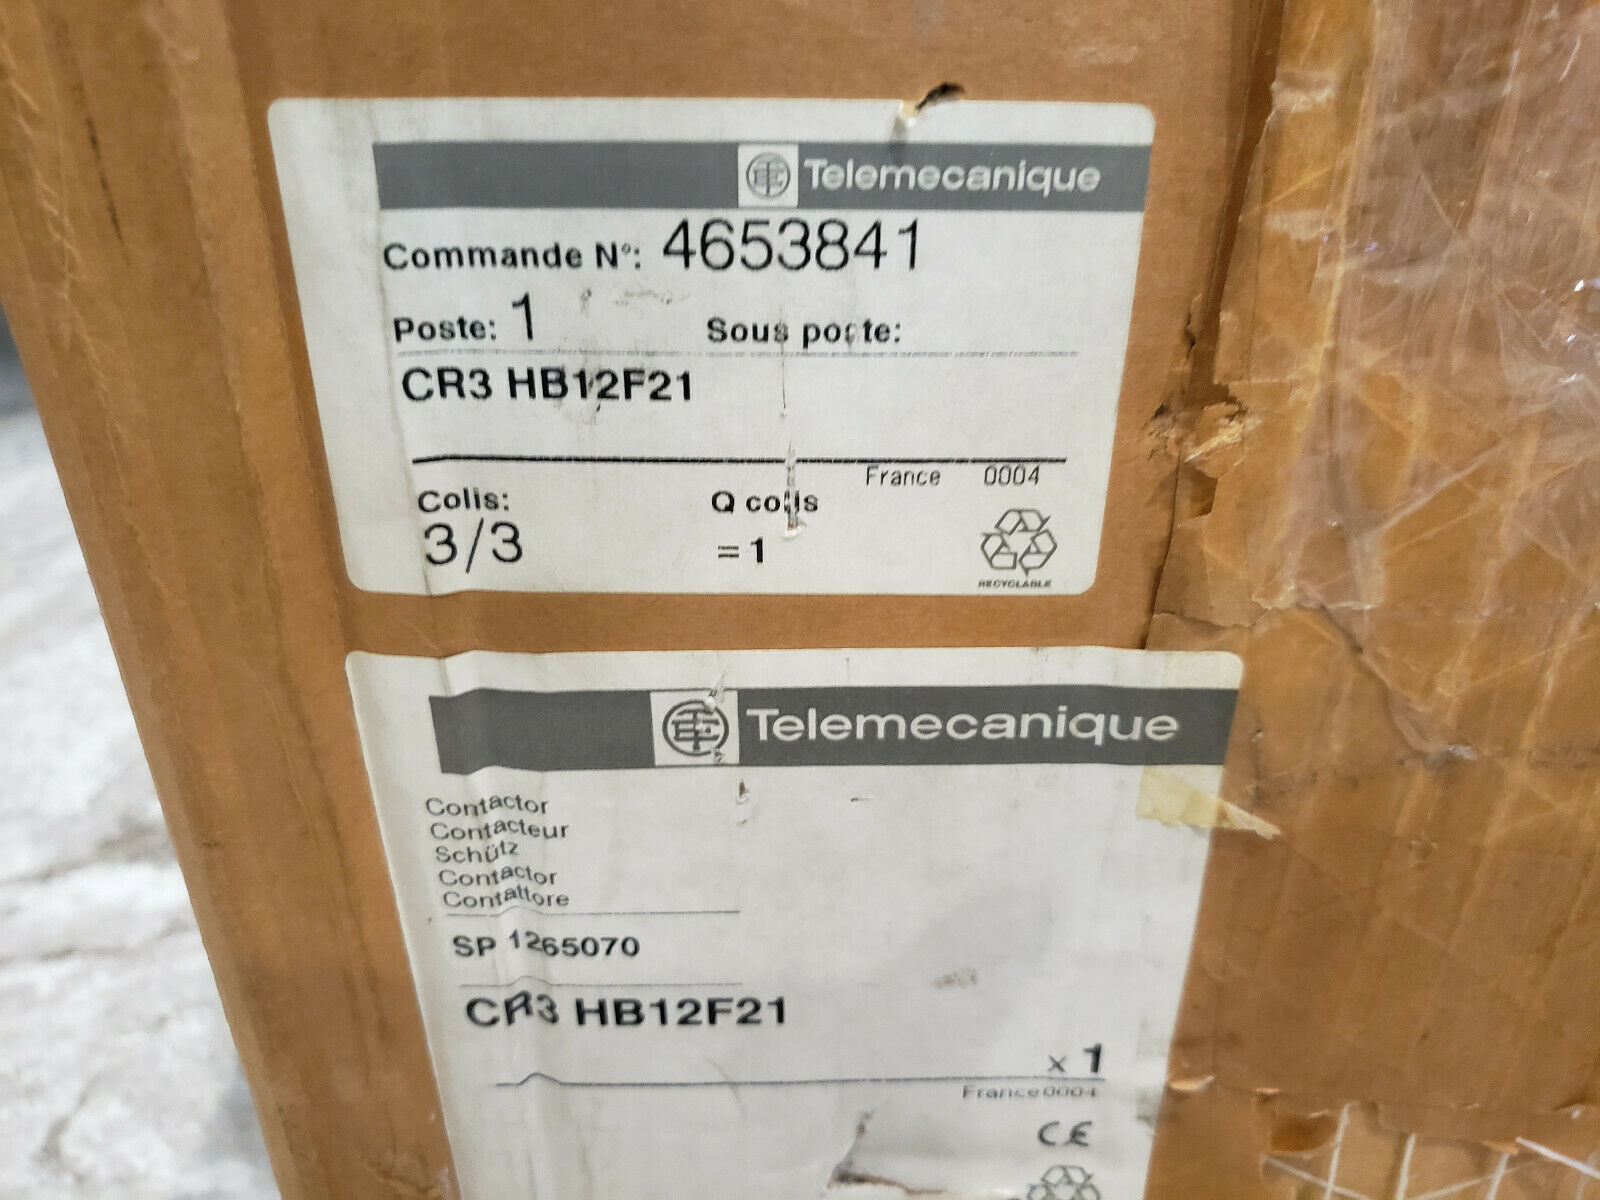 Telemecanique
Commande N°: 4653841
Poste: 1 Sous poste:
CR3 HB12F21
France 0004
Colis: Q colis
3/3 = 1
RECYCLABLE
Telemecanique
Contactor
Contacteur
Schütz
Contactor
Contattore
SP 1265070
CR3 HB12F21
x 1
France 0004
CE